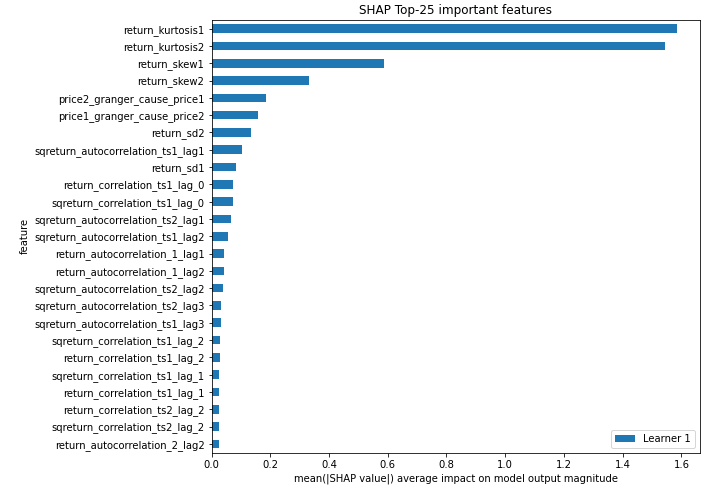 SHAP Top-25 important features
return_kurtosis1
return_kurtosis2
return_skew1
return_skew2
price2_granger_cause_price1
price1_granger_cause_price2
return_sd2
sqreturn_autocorrelation_ts1_lag1
return_sd1
return_correlation_ts1_lag_0
sqreturn_correlation_ts1_lag_0
sqreturn_autocorrelation_ts2_lag1
sqreturn_autocorrelation_ts1_lag2
return_autocorrelation_1_lag1
return_autocorrelation_1_lag2
sqreturn_autocorrelation_ts2_lag2
sqreturn_autocorrelation_ts2_lag3
sqreturn_autocorrelation_ts1_lag3
sqreturn_correlation_ts1_lag_2
return_correlation_ts1_lag_2
sqreturn_correlation_ts1_lag_1
return_correlation_ts1_lag_1
return_correlation_ts2_lag_2
sqreturn_correlation_ts2_lag_2
return_autocorrelation_2_lag2
feature
Learner 1
0.0 0.2 0.4 0.6 0.8 1.0 1.2 1.4 1.6
mean(|SHAP value|) average impact on model output magnitude